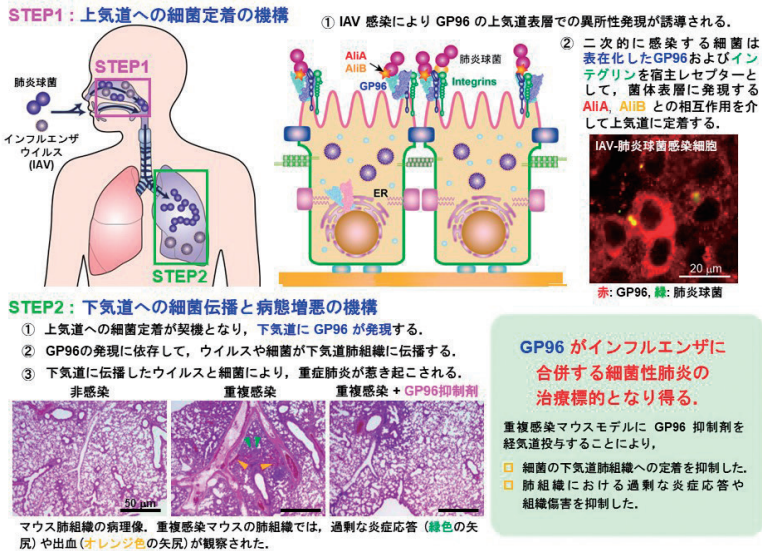 STEP1：上気道への細菌定着の機構
STEP1
肺炎球菌
インフルエンザ
ウイルス
(IAV)
STEP2
① IAV 感染により GP96 の上気道表層での異所性発現が誘導される．
AliA
AliB
GP96
肺炎球菌
Integrins
ER
② 二次的に感染する細菌は
表在化したGP96およびイン
テグリンを宿主レセプターと
して，菌体表層に発現する
AliA, AliB との相互作用を介
して上気道に定着する．
IAV-肺炎球菌感染細胞
20 μm
赤: GP96, 緑: 肺炎球菌
STEP2：下気道への細菌伝播と病態増悪の機構
① 上気道への細菌定着が契機となり，下気道に GP96 が発現する．
② GP96の発現に依存して，ウイルスや細菌が下気道肺組織に伝播する．
③ 下気道に伝播したウイルスと細菌により，重症肺炎が惹き起こされる．
非感染
重複感染
重複感染 + GP96抑制剤
50 μm
マウス肺組織の病理像．重複感染マウスの肺組織では，過剰な炎症応答（緑色の矢
尻）や出血（オレンジ色の矢尻）が観察された．
GP96 がインフルエンザに
合併する細菌性肺炎の
治療標的となり得る．
重複感染マウスモデルに GP96 抑制剤を
経気道投与することにより，
細菌の下気道肺組織への定着を抑制した．
肺組織における過剰な炎症応答や
組織傷害を抑制した．